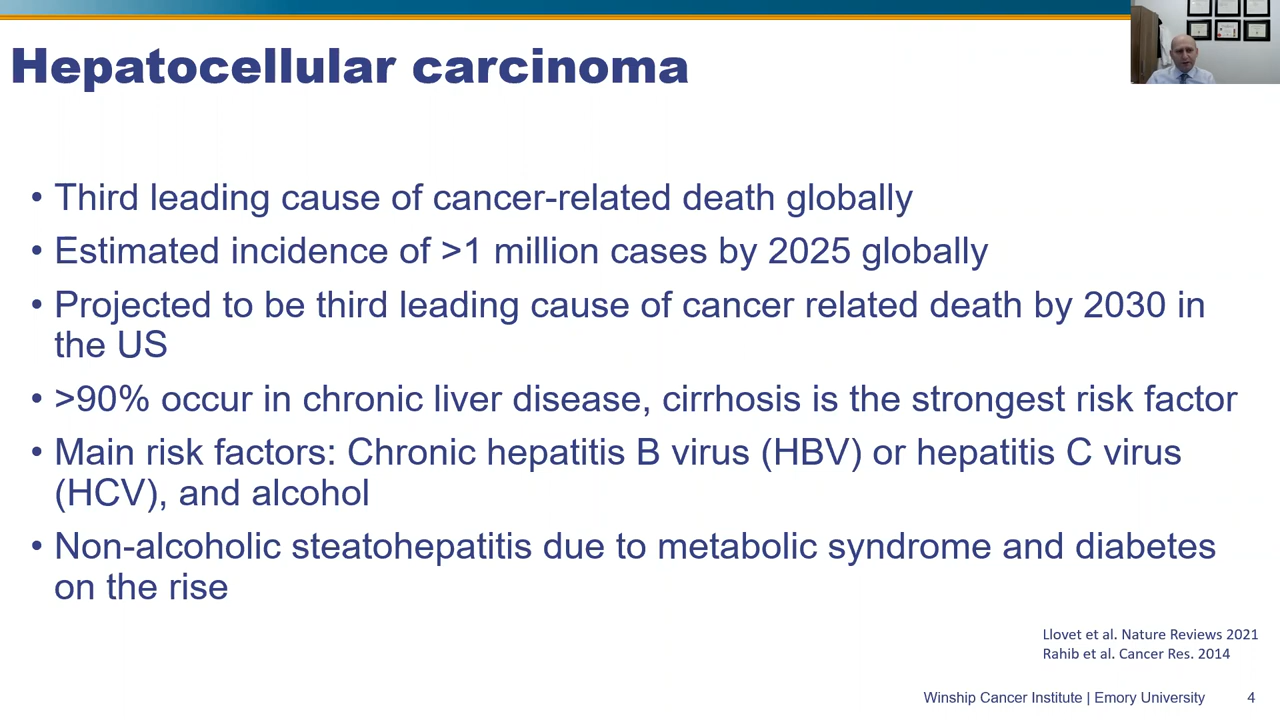 Hepatocellular carcinoma
• Third leading cause of cancer-related death globally
• Estimated incidence of >1 million cases by 2025 globally
• Projected to be third leading cause of cancer related death by 2030 in
the US
• >90% occur in chronic liver disease, cirrhosis is the strongest risk factor
• Main risk factors: Chronic hepatitis B virus (HBV) or hepatitis C virus
(HCV), and alcohol
• Non-alcoholic steatohepatitis due to metabolic syndrome and diabetes
on the rise
Llovet et al. Nature Reviews 2021
Rahib et al. Cancer Res. 2014
Winship Cancer Institute | Emory University 4